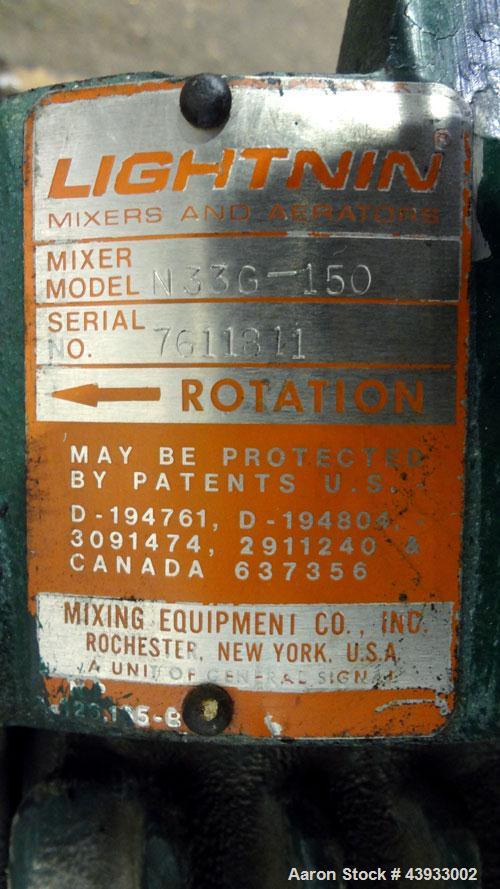 LIGHTNIN®
MIXERS AND AERATORS
MIXER
MODEL N33G-150
SERIAL
NO. 7611811
ROTATION
MAY BE PROTECTED
BY PATENTS U.S.
D-194761, D-194804,
3091474, 2911240 &
CANADA 637356
MIXING EQUIPMENT CO., INC.
ROCHESTER, NEW YORK, U.S.A.
A UNIT OF GENERAL SIGNAL
Aaron Stock # 43933002